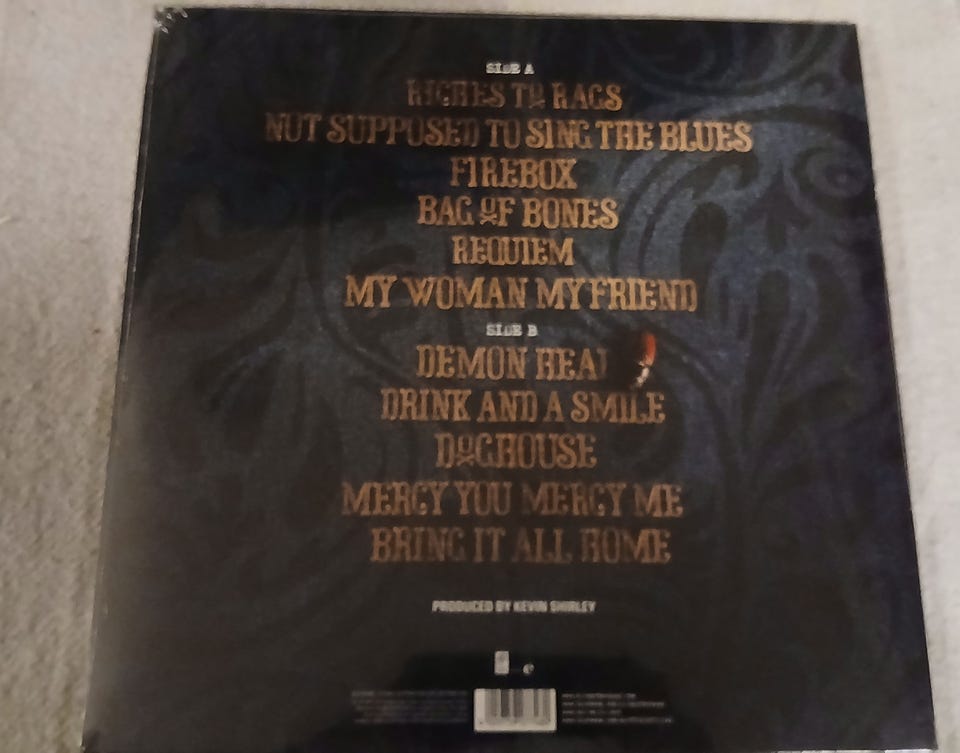 SIDE A
RICHES TO RAGS
NOT SUPPOSED TO SING THE BLUES
FIREBOX
BAG OF BONES
REQUIEM
MY WOMAN MY FRIEND
SIDE B
DEMON
DRINK AND A SMILE
DOGHOUSE
MERCY YOU MERCY ME
BRING IT ALL HOME
PRODUCED BY KEVIN SHIRLEY